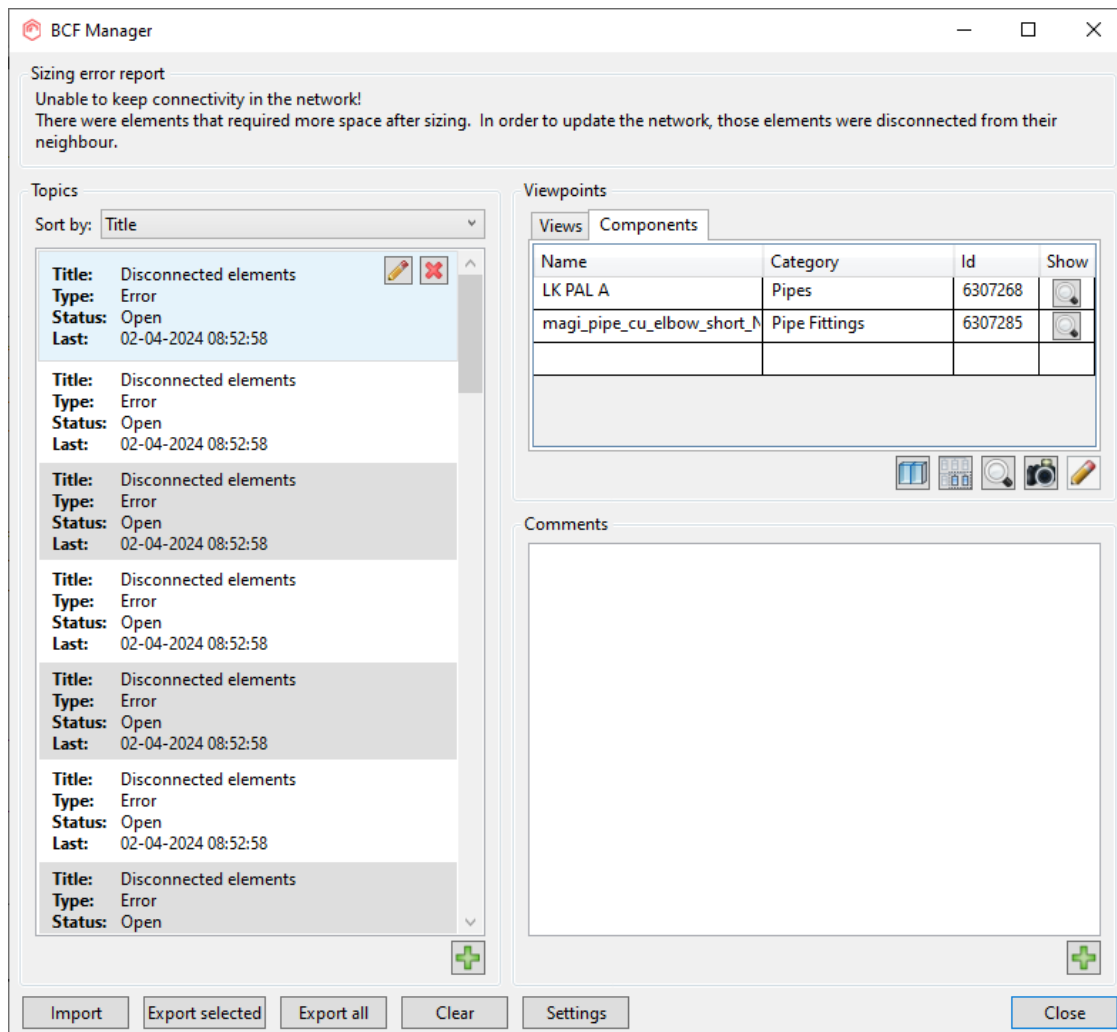 BCF Manager
Sizing error report
Unable to keep connectivity in the network!
There were elements that required more space after sizing. In order to update the network, those elements were disconnected from their
neighbour.
Topics
Sort by: Title
Title: Disconnected elements
Type: Error
Status: Open
Last: 02-04-2024 08:52:58
Title: Disconnected elements
Type: Error
Status: Open
Last: 02-04-2024 08:52:58
Title: Disconnected elements
Type: Error
Status: Open
Last: 02-04-2024 08:52:58
Title: Disconnected elements
Type: Error
Status: Open
Last: 02-04-2024 08:52:58
Title: Disconnected elements
Type: Error
Status: Open
Last: 02-04-2024 08:52:58
Title: Disconnected elements
Type: Error
Status: Open
Last: 02-04-2024 08:52:58
Title: Disconnected elements
Type: Error
Status: Open
Viewpoints
Views Components
Name Category Id Show
LK PAL A Pipes 6307268
magi_pipe_cu_elbow_short_N Pipe Fittings 6307285
Comments
Import Export selected Export all Clear Settings Close